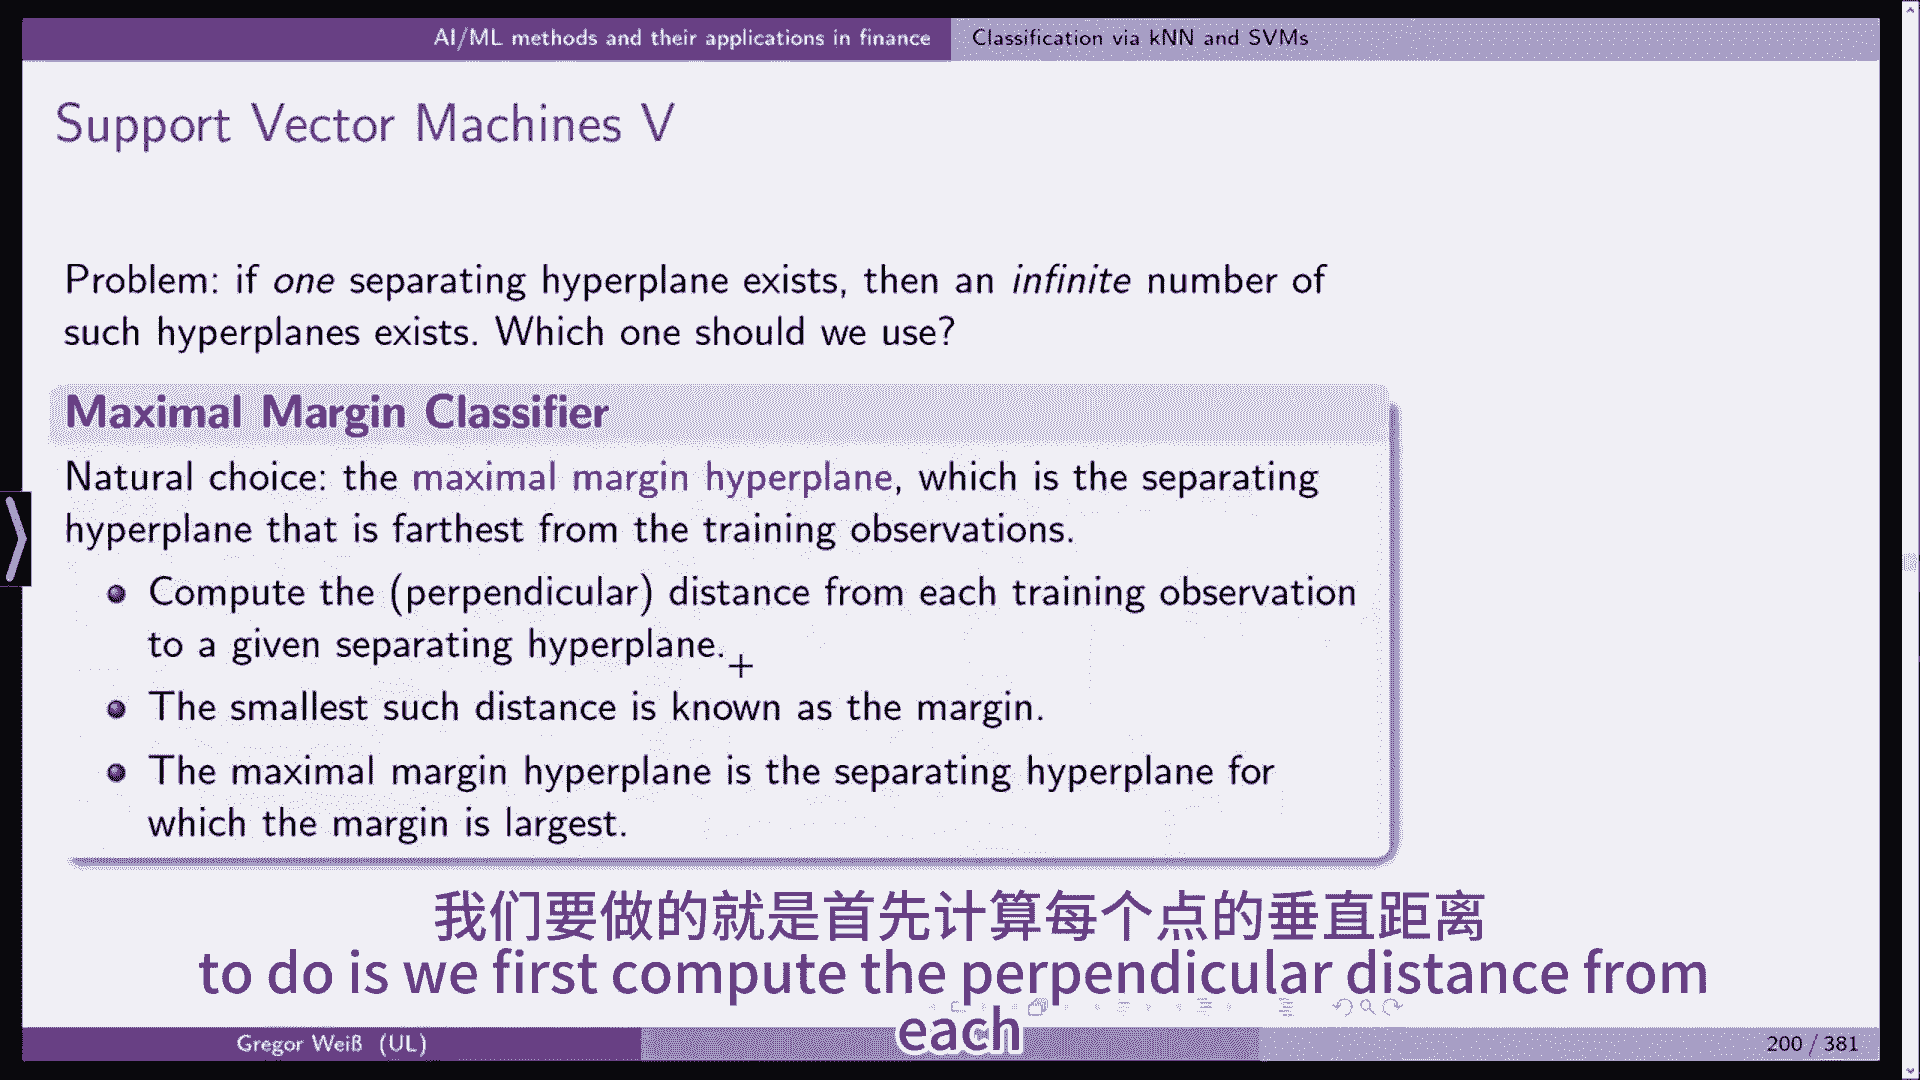 AI/ML methods and their applications in finance
Classification via kNN and SVMs
Support Vector Machines V
Problem: if one separating hyperplane exists, then an infinite number of
such hyperplanes exists. Which one should we use?
Maximal Margin Classifier
Natural choice: the maximal margin hyperplane, which is the separating
hyperplane that is farthest from the training observations.
Compute the (perpendicular) distance from each training observation
to a given separating hyperplane.
The smallest such distance is known as the margin.
The maximal margin hyperplane is the separating hyperplane for
which the margin is largest.
我们要做的就是首先计算每个点的垂直距离
to do is we first compute the perpendicular distance from
each
Gregor Weiß (UL)
200 / 381